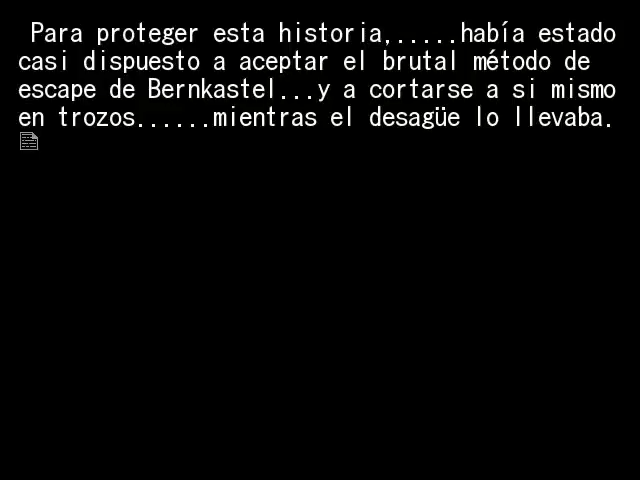 Para proteger esta historia,.....había estado
casi dispuesto a aceptar el brutal método de
escape de Bernkastel...y a cortarse a si mismo
en trozos......mientras el desagüe lo llevaba.